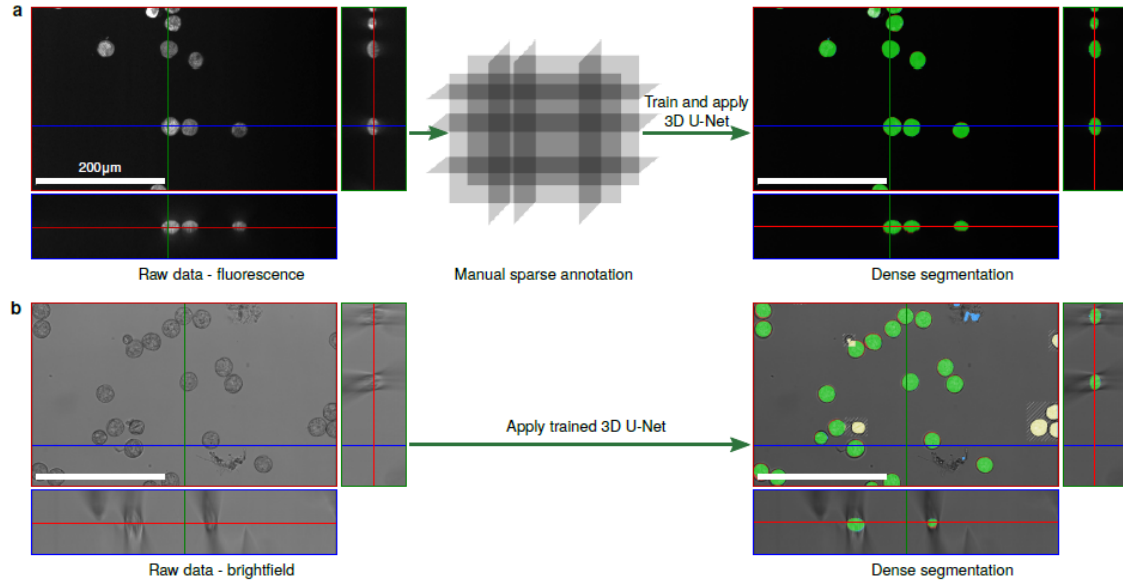 a
200µm
Train and apply
3D U-Net
Raw data - fluorescence
Manual sparse annotation
Dense segmentation
b
Apply trained 3D U-Net
Raw data - brightfield
Dense segmentation